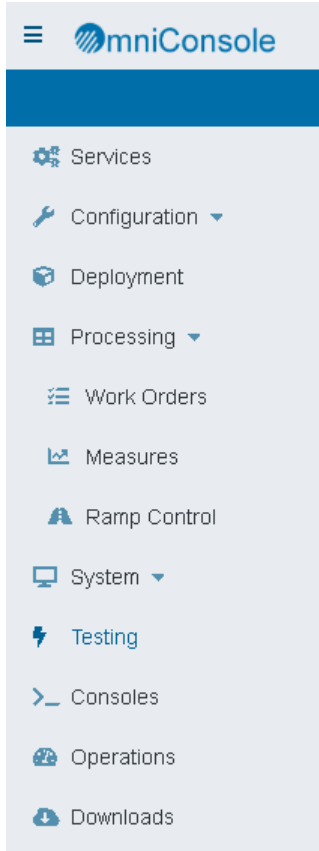 OmniConsole
Services
Configuration
Deployment
Processing
Work Orders
Measures
Ramp Control
System
Testing
Consoles
Operations
Downloads